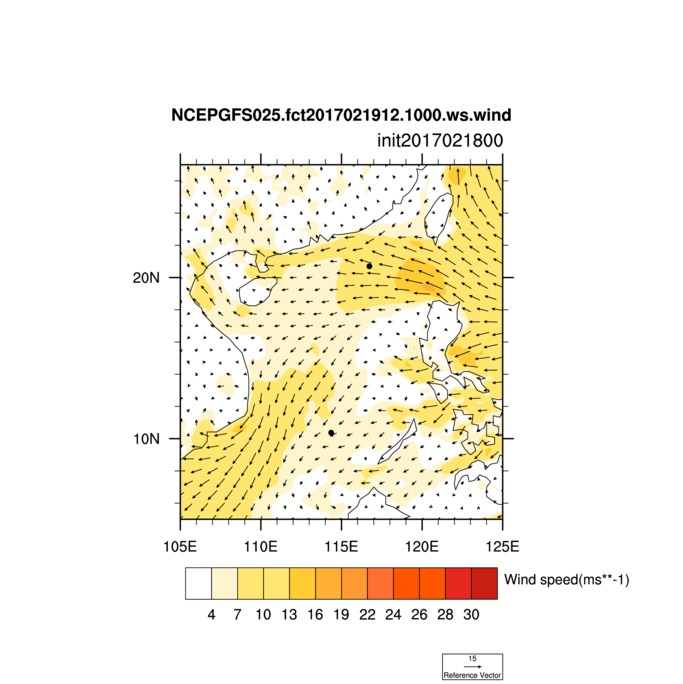 NCEPGFS025.fct2017021912.1000.ws.wind
init2017021800
20N
10N
105E 110E 115E 120E 125E
Wind speed(ms**-1)
4 7 10 13 16 19 22 24 26 28 30
15
Reference Vector